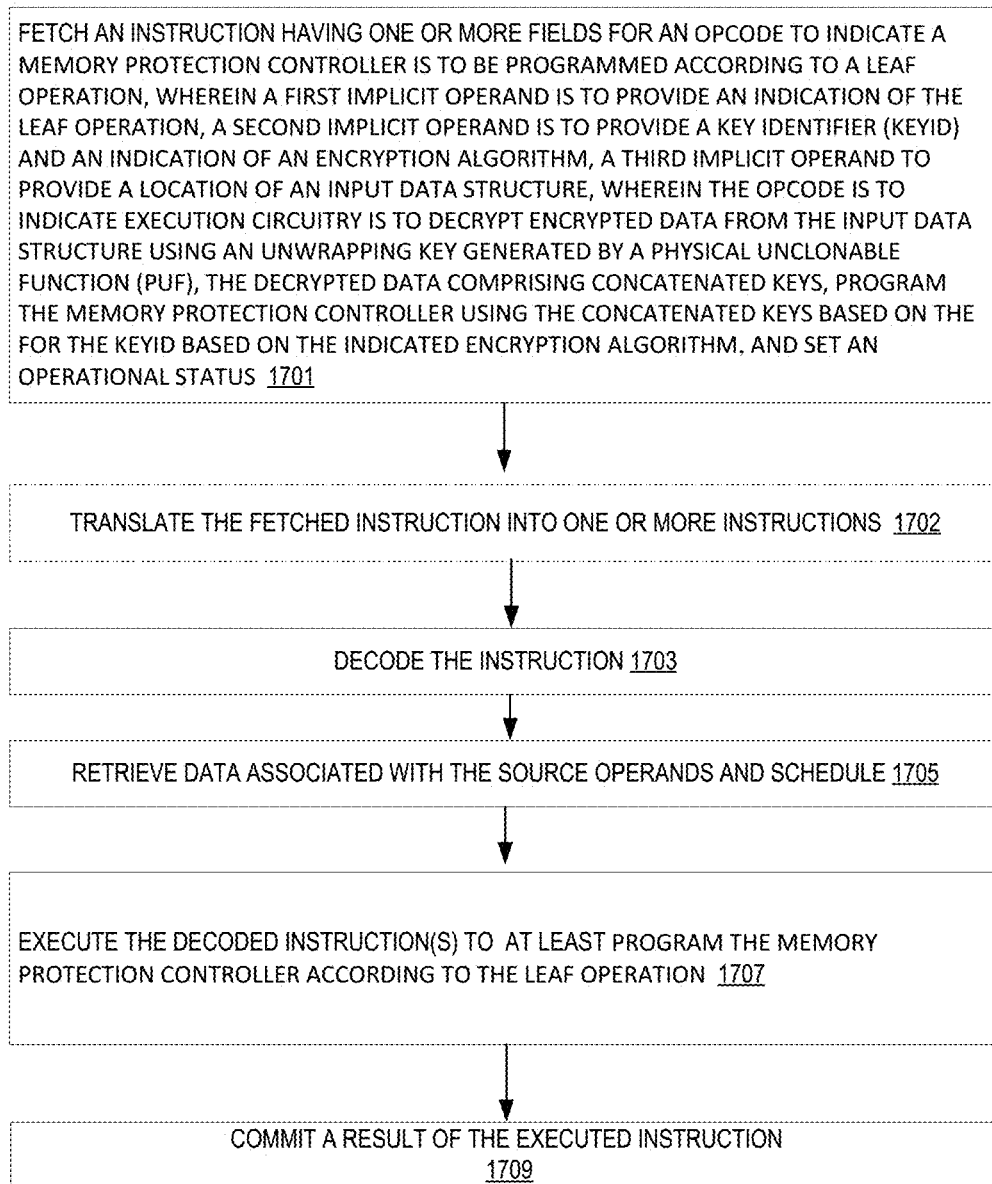 FETCH AN INSTRUCTION HAVING ONE OR MORE FIELDS FOR AN OPCODE TO INDICATE A
MEMORY PROTECTION CONTROLLER IS TO BE PROGRAMMED ACCORDING TO A LEAF
OPERATION, WHEREIN A FIRST IMPLICIT OPERAND IS TO PROVIDE AN INDICATION OF THE
LEAF OPERATION, A SECOND IMPLICIT OPERAND IS TO PROVIDE A KEY IDENTIFIER (KEYID)
AND AN INDICATION OF AN ENCRYPTION ALGORITHM, A THIRD IMPLICIT OPERAND TO
PROVIDE A LOCATION OF AN INPUT DATA STRUCTURE, WHEREIN THE OPCODE IS TO
INDICATE EXECUTION CIRCUITRY IS TO DECRYPT ENCRYPTED DATA FROM THE INPUT DATA
STRUCTURE USING AN UNWRAPPING KEY GENERATED BY A PHYSICAL UNCLONABLE
FUNCTION (PUF), THE DECRYPTED DATA COMPRISING CONCATENATED KEYS, PROGRAM
THE MEMORY PROTECTION CONTROLLER USING THE CONCATENATED KEYS BASED ON THE
FOR THE KEYID BASED ON THE INDICATED ENCRYPTION ALGORITHM. AND SET AN
OPERATIONAL STATUS 1701
TRANSLATE THE FETCHED INSTRUCTION INTO ONE OR MORE INSTRUCTIONS 1702
DECODE THE INSTRUCTION 1703
RETRIEVE DATA ASSOCIATED WITH THE SOURCE OPERANDS AND SCHEDULE 1705
EXECUTE THE DECODED INSTRUCTION(S) TO AT LEAST PROGRAM THE MEMORY
PROTECTION CONTROLLER ACCORDING TO THE LEAF OPERATION 1707
COMMIT A RESULT OF THE EXECUTED INSTRUCTION
1709